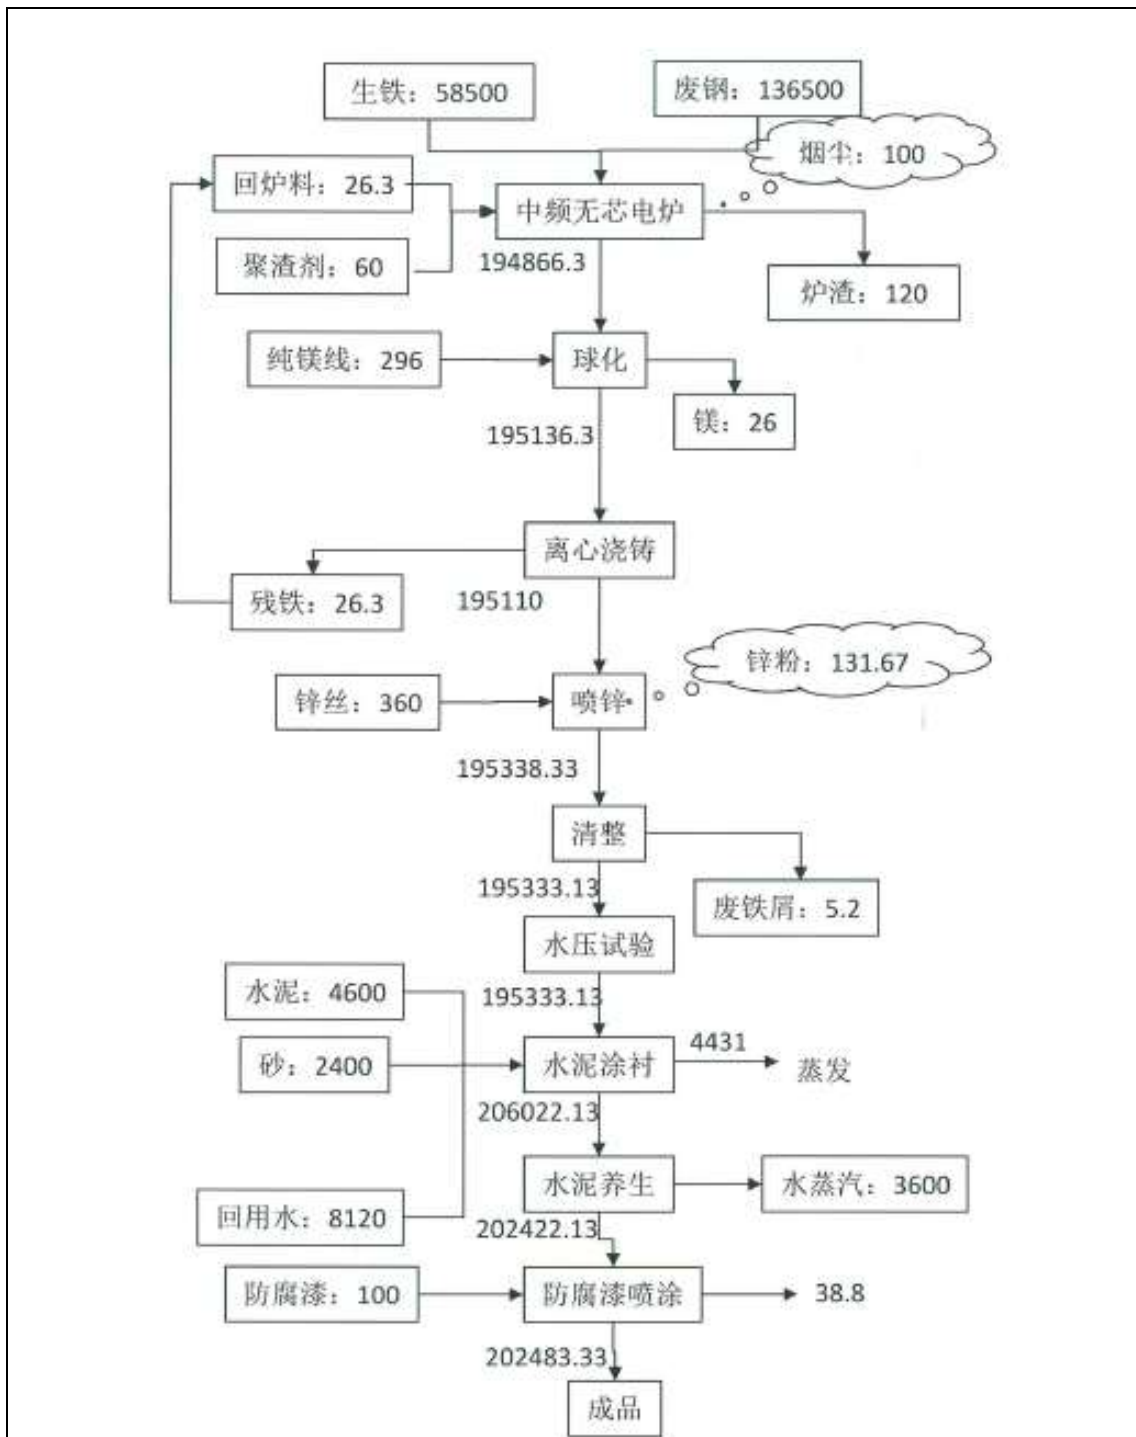 生铁：58500
废钢：136500
烟尘：100
回炉料：26.3
中频无芯电炉
聚渣剂：60
194866.3
炉渣：120
纯镁线：296
球化
镁：26
195136.3
离心浇铸
残铁：26.3
195110
锌粉：131.67
锌丝：360
喷锌
195338.33
清整
195333.13
废铁屑：5.2
水压试验
水泥：4600
195333.13
砂：2400
水泥涂衬
4431
蒸发
206022.13
水泥养生
水蒸汽：3600
回用水：8120
202422.13
防腐漆：100
防腐漆喷涂
38.8
202483.33
成品